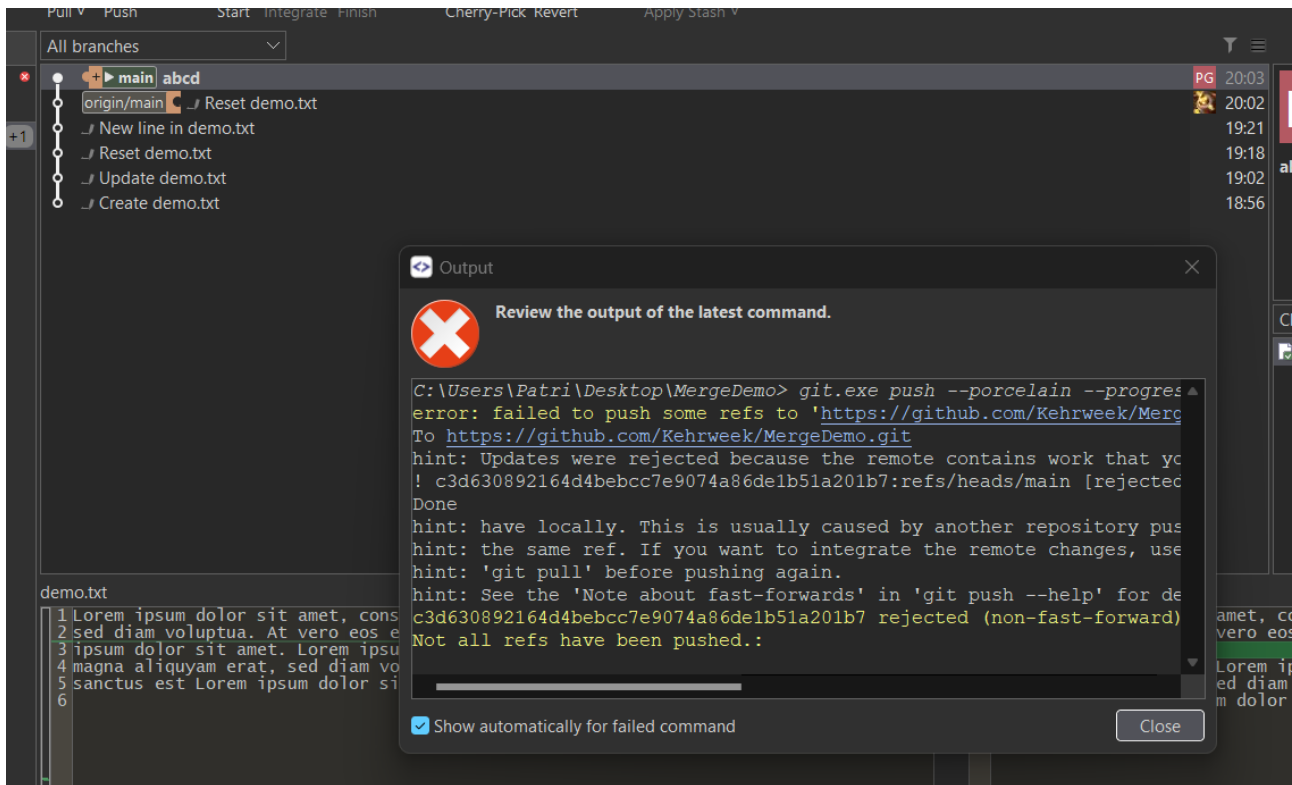 Pull Push Start Integrate Finish Cherry-Pick Revert Apply Stash
All branches
main abcd PG 20:03
origin/main Reset demo.txt 20:02
+1
New line in demo.txt 19:21
Reset demo.txt 19:18
Update demo.txt 19:02
Create demo.txt 18:56
Output
Review the output of the latest command.
C:\Users\Patri\Desktop\MergeDemo> git.exe push --porcelain --progres
error: failed to push some refs to 'https://github.com/Kehrweek/Merg
To https://github.com/Kehrweek/MergeDemo.git
hint: Updates were rejected because the remote contains work that yo
! c3d630892164d4bebcc7e9074a86de1b51a201b7:refs/heads/main [rejected
Done
hint: have locally. This is usually caused by another repository pus
hint: the same ref. If you want to integrate the remote changes, use
hint: 'git pull' before pushing again.
hint: See the 'Note about fast-forwards' in 'git push --help' for de
c3d630892164d4bebcc7e9074a86de1b51a201b7 rejected (non-fast-forward)
Not all refs have been pushed.:
Show automatically for failed command
Close
demo.txt
1 Lorem ipsum dolor sit amet, cons
2 sed diam voluptua. At vero eos e
3 ipsum dolor sit amet. Lorem ipsu
4 magna aliquyam erat, sed diam vo
5 sanctus est Lorem ipsum dolor si
6
amet, co
vero eos
Lorem ip
ed diam
m dolor